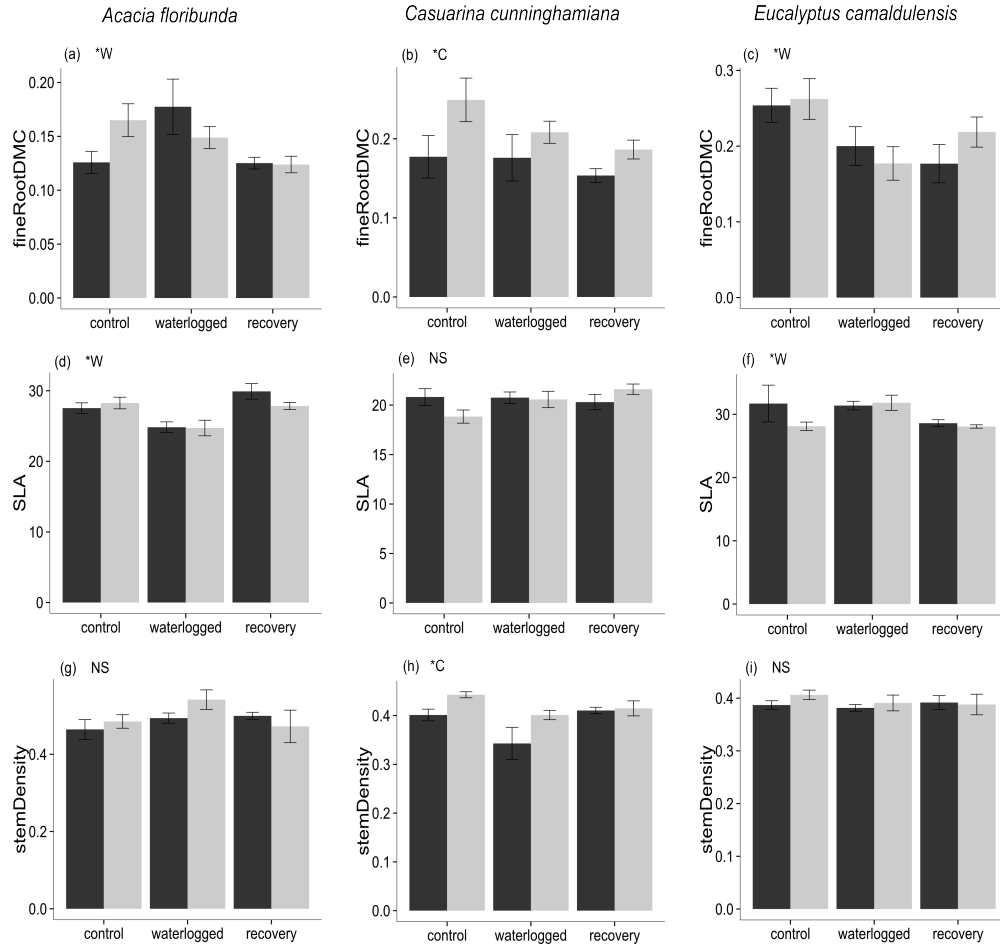 Acacia floribunda
Casuarina cunninghamiana
Eucalyptus camaldulensis
(a) *W
fineRootDMC
0.20
0.15
0.10
0.05
0.00
control waterlogged recovery
(b) *C
fineRootDMC
0.2
0.1
0.0
control waterlogged recovery
(c) *W
fineRootDMC
0.3
0.2
0.1
0.0
control waterlogged recovery
(d) *W
SLA
30
20
10
0
control waterlogged recovery
(e) NS
SLA
20
15
10
5
0
control waterlogged recovery
(f) *W
SLA
30
20
10
0
control waterlogged recovery
(g) NS
stemDensity
0.4
0.2
0.0
control waterlogged recovery
(h) *C
stemDensity
0.4
0.3
0.2
0.1
0.0
control waterlogged recovery
(i) NS
stemDensity
0.4
0.3
0.2
0.1
0.0
control waterlogged recovery